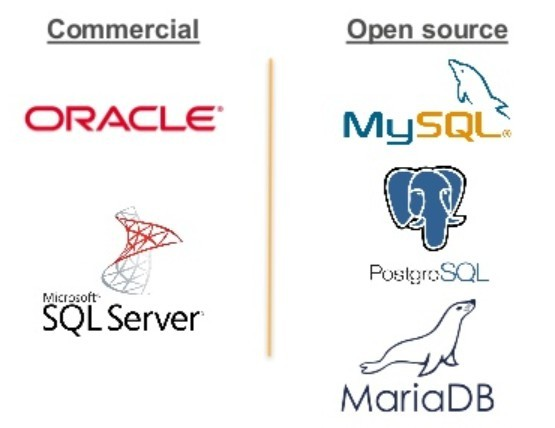 Commercial
ORACLE®
Microsoft®
SQL Server
Open source
MySQL®
PostgreSQL
MariaDB